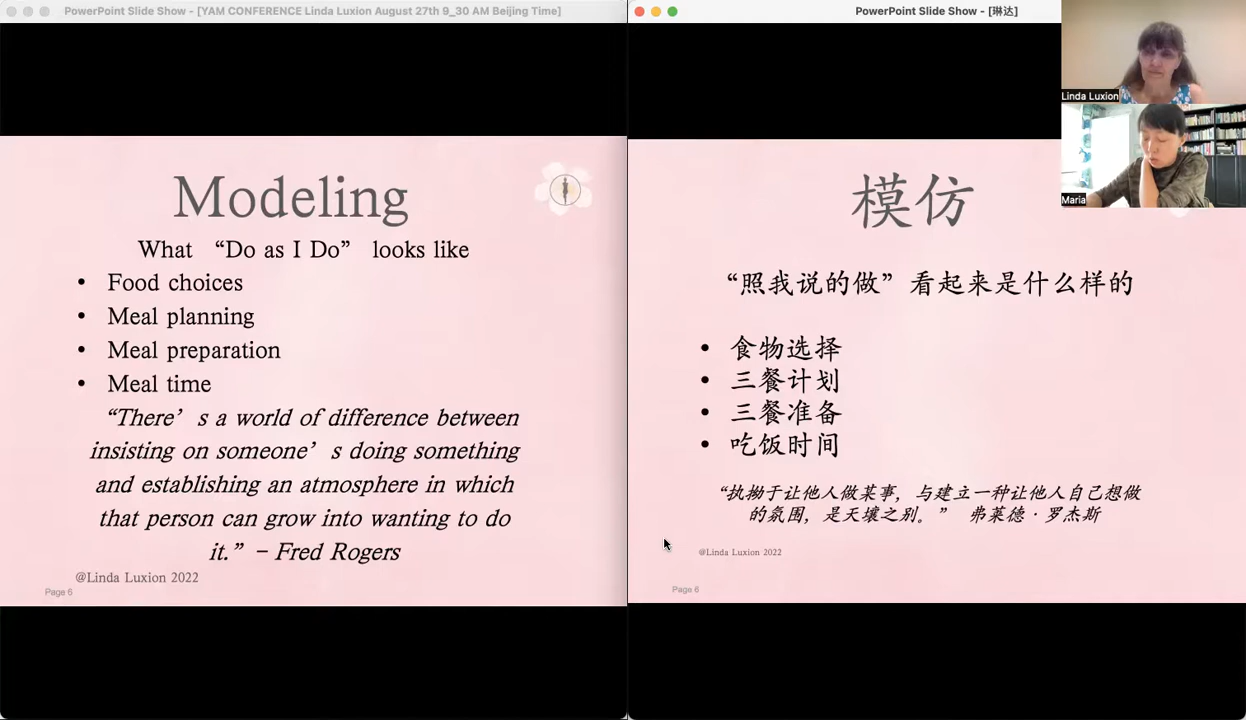 PowerPoint Slide Show - [YAM CONFERENCE Linda Luxion August 27th 9_30 AM Beijing Time]
Modeling
What “Do as I Do” looks like
• Food choices
• Meal planning
• Meal preparation
• Meal time
“There’ s a world of difference between
insisting on someone’ s doing something
and establishing an atmosphere in which
that person can grow into wanting to do
it.” – Fred Rogers
@Linda Luxion 2022
Page 6
PowerPoint Slide Show - [琳达]
模仿
“照我说的做”看起来是什么样的
• 食物选择
• 三餐计划
• 三餐准备
• 吃饭时间
“执拗于让他人做某事，与建立一种让他人自己想做
的氛围，是天壤之别。” 弗莱德·罗杰斯
@Linda Luxion 2022
Page 6
Linda Luxion
Maria